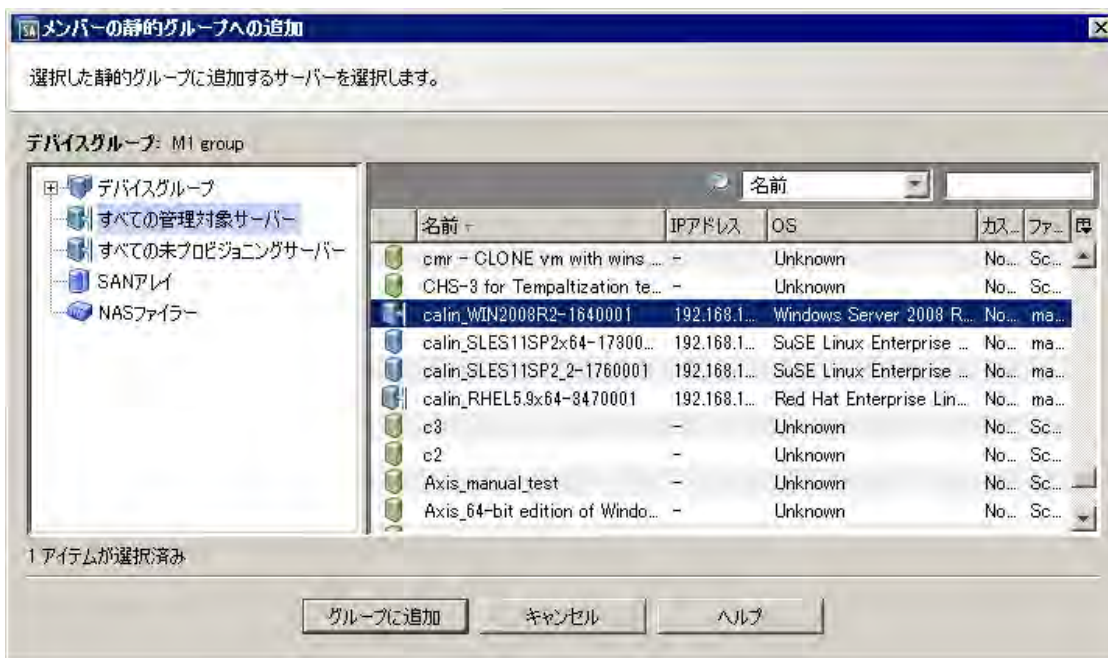 SA メンバーの静的グループへの追加
選択した静的グループに追加するサーバーを選択します。
デバイスグループ: M1 group
デバイスグループ
すべての管理対象サーバー
すべての未プロビジョニングサーバー
SANアレイ
NASファイラー
名前
名前 IPアドレス OS カス... ファ...
cmr - CLONE vm with wins ... - Unknown No... Sc...
CHS-3 for Tempaltization te... - Unknown No... Sc...
calin_WIN2008R2-1640001 192.168.1... Windows Server 2008 R... No... ma...
calin_SLES11SP2x64-17300... 192.168.1... SuSE Linux Enterprise ... No... ma...
calin_SLES11SP2_2-1760001 192.168.1... SuSE Linux Enterprise ... No... ma...
calin_RHEL5.9x64-3470001 192.168.1... Red Hat Enterprise Lin... No... ma...
c3 - Unknown No... Sc...
c2 - Unknown No... Sc...
Axis_manual_test - Unknown No... Sc...
Axis_64-bit edition of Windo... - Unknown No... Sc...
1 アイテムが選択済み
グループに追加 キャンセル ヘルプ